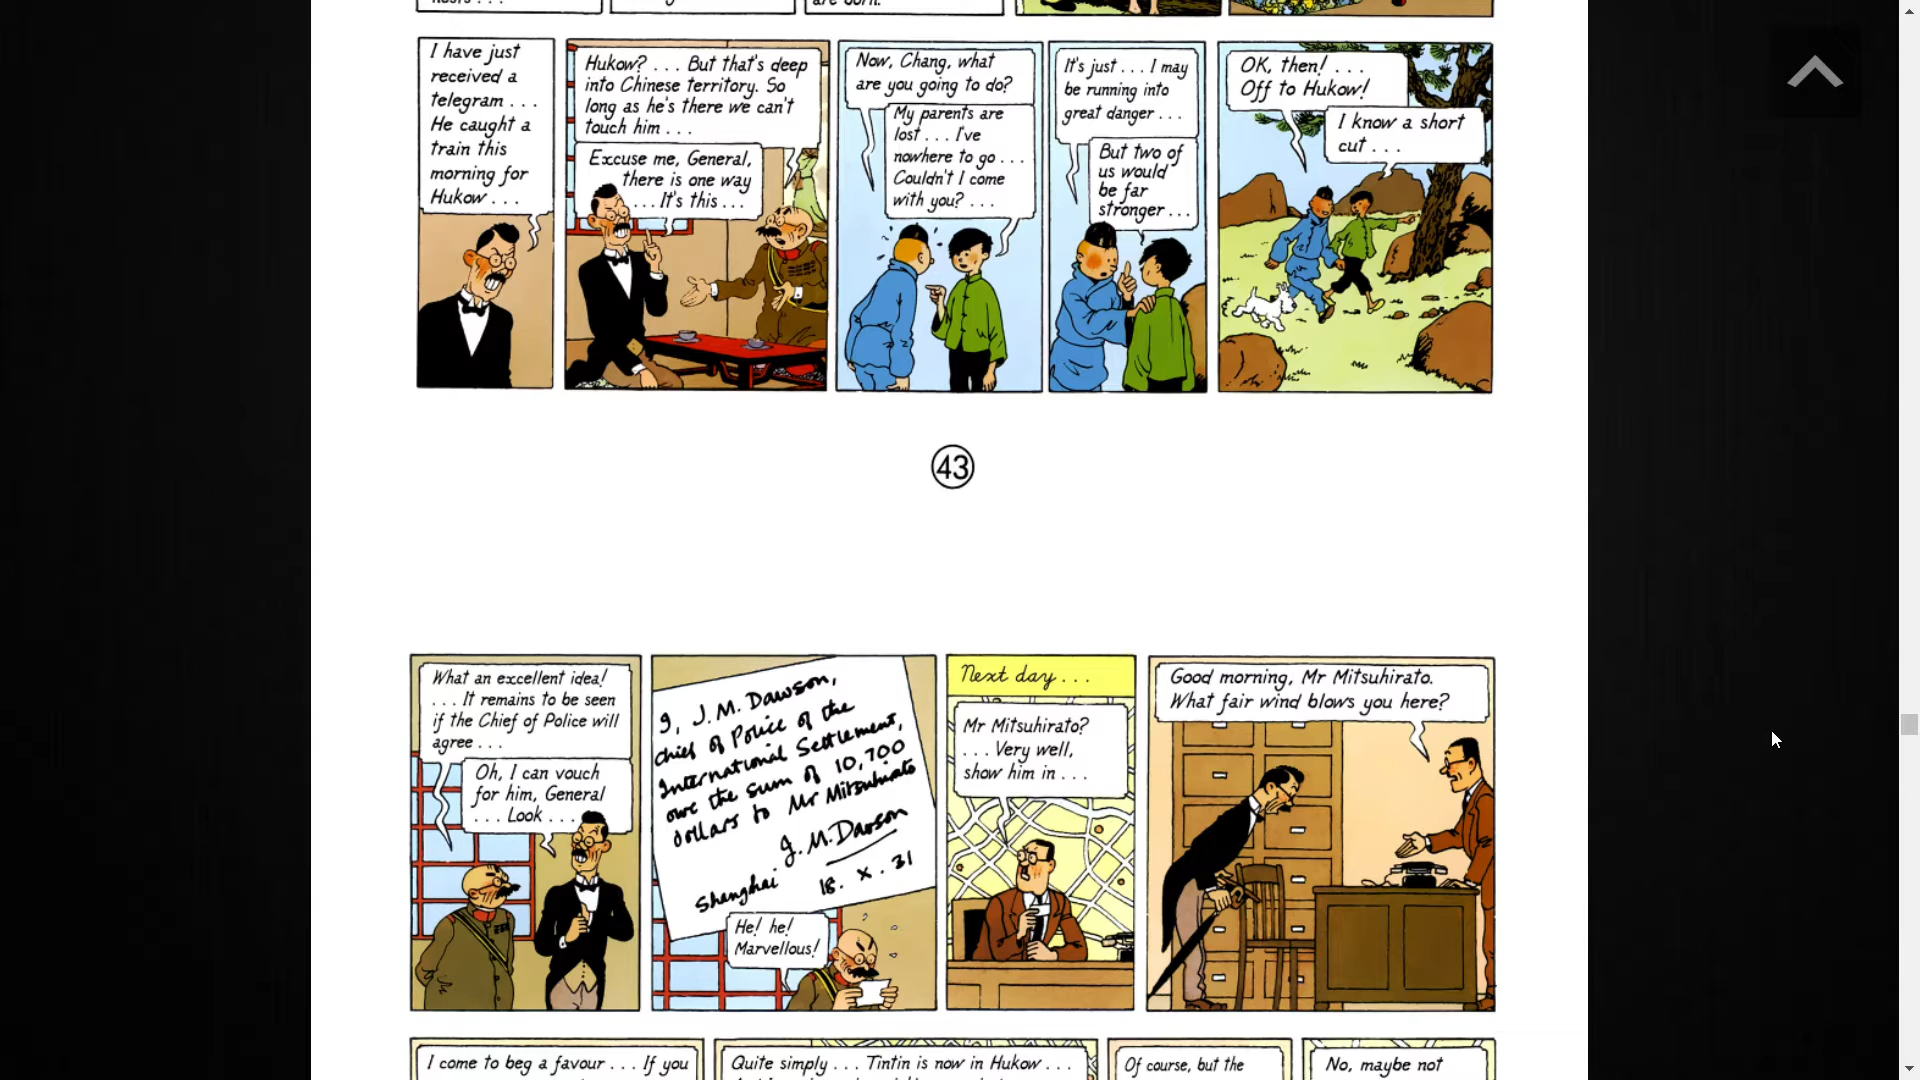 are born.
I have just
received a
telegram . . .
He caught a
train this
morning for
Hukow . . .
Hukow? . . . But that's deep
into Chinese territory. So
long as he's there we can't
touch him . . .
Excuse me, General,
there is one way
. . . It's this . . .
Now, Chang, what
are you going to do?
My parents are
lost . . . I've
nowhere to go . . .
Couldn't I come
with you? . . .
It's just . . . I may
be running into
great danger . . .
But two of
us would
be far
stronger . . .
OK, then! . . .
Off to Hukow!
I know a short
cut . . .
43
What an excellent idea!
. . . It remains to be seen
if the Chief of Police will
agree . . .
Oh, I can vouch
for him, General
. . . Look . . .
I, J. M. Dawson,
chief of Police of the
International Settlement,
owe the sum of 10,700
dollars to Mr Mitsuhirato
J. M. Dawson
Shanghai 18. X. 31
He! he!
Marvellous!
Next day . . .
Mr Mitsuhirato?
. . . Very well,
show him in . . .
Good morning, Mr Mitsuhirato.
What fair wind blows you here?
I come to beg a favour . . . If you
Quite simply . . . Tintin is now in Hukow . . .
Of course, but the
No, maybe not